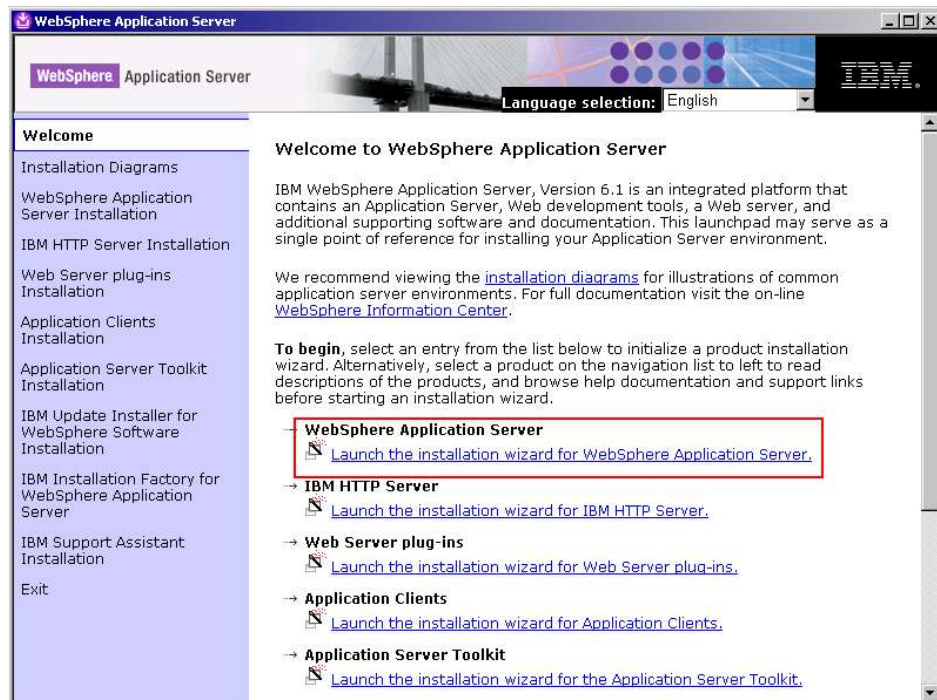 WebSphere Application Server
WebSphere Application Server
IBM.
Language selection: English
Welcome
Installation Diagrams
WebSphere Application
Server Installation
IBM HTTP Server Installation
Web Server plug-ins
Installation
Application Clients
Installation
Application Server Toolkit
Installation
IBM Update Installer for
WebSphere Software
Installation
IBM Installation Factory for
WebSphere Application
Server
IBM Support Assistant
Installation
Exit
Welcome to WebSphere Application Server
IBM WebSphere Application Server, Version 6.1 is an integrated platform that
contains an Application Server, Web development tools, a Web server, and
additional supporting software and documentation. This launchpad may serve as a
single point of reference for installing your Application Server environment.
We recommend viewing the installation diagrams for illustrations of common
application server environments. For full documentation visit the on-line
WebSphere Information Center.
To begin, select an entry from the list below to initialize a product installation
wizard. Alternatively, select a product on the navigation list to left to read
descriptions of the products, and browse help documentation and support links
before starting an installation wizard.
WebSphere Application Server
Launch the installation wizard for WebSphere Application Server.
→ IBM HTTP Server
Launch the installation wizard for IBM HTTP Server.
→ Web Server plug-ins
Launch the installation wizard for Web Server plug-ins.
→ Application Clients
Launch the installation wizard for Application Clients.
→ Application Server Toolkit
Launch the installation wizard for the Application Server Toolkit.